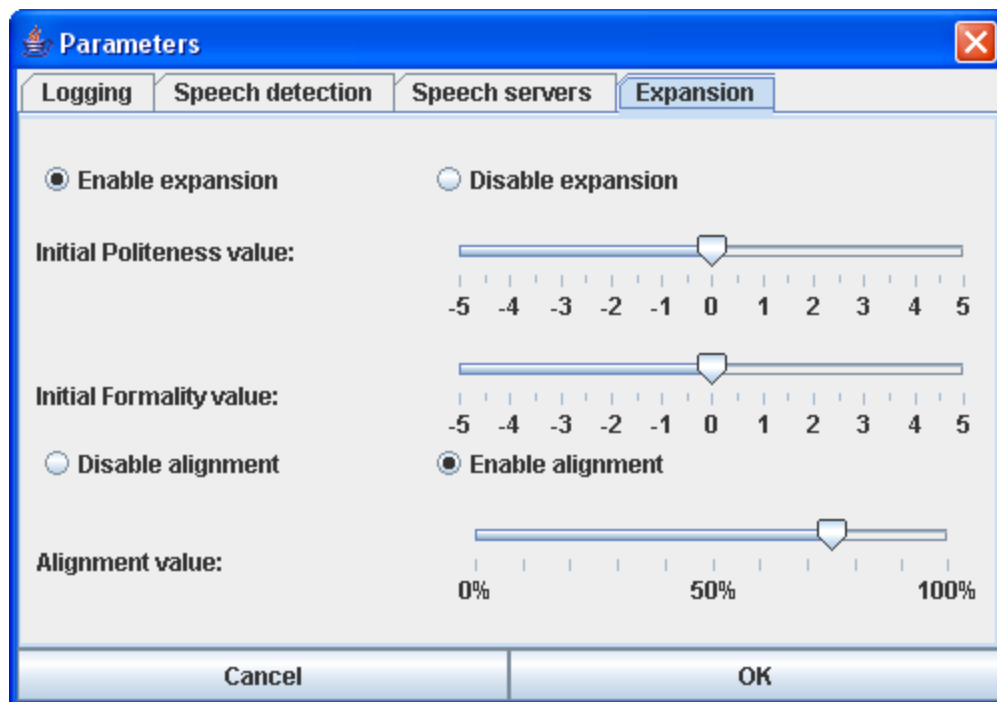 Parameters
Logging Speech detection Speech servers Expansion
Enable expansion Disable expansion
Initial Politeness value:
-5 -4 -3 -2 -1 0 1 2 3 4 5
Initial Formality value:
-5 -4 -3 -2 -1 0 1 2 3 4 5
Disable alignment Enable alignment
Alignment value:
0% 50% 100%
Cancel OK